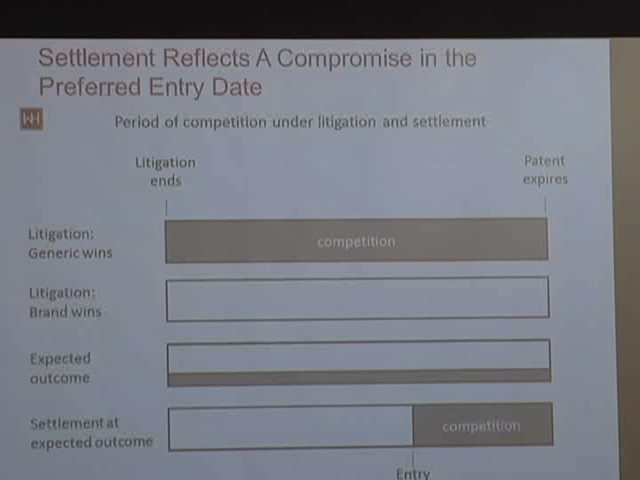 Settlement Reflects A Compromise in the
Preferred Entry Date
WH
Period of competition under litigation and settlement
Litigation
ends
Patent
expires
Litigation:
Generic wins
competition
Litigation:
Brand wins
Expected
outcome
Settlement at
expected outcome
competition
Entry